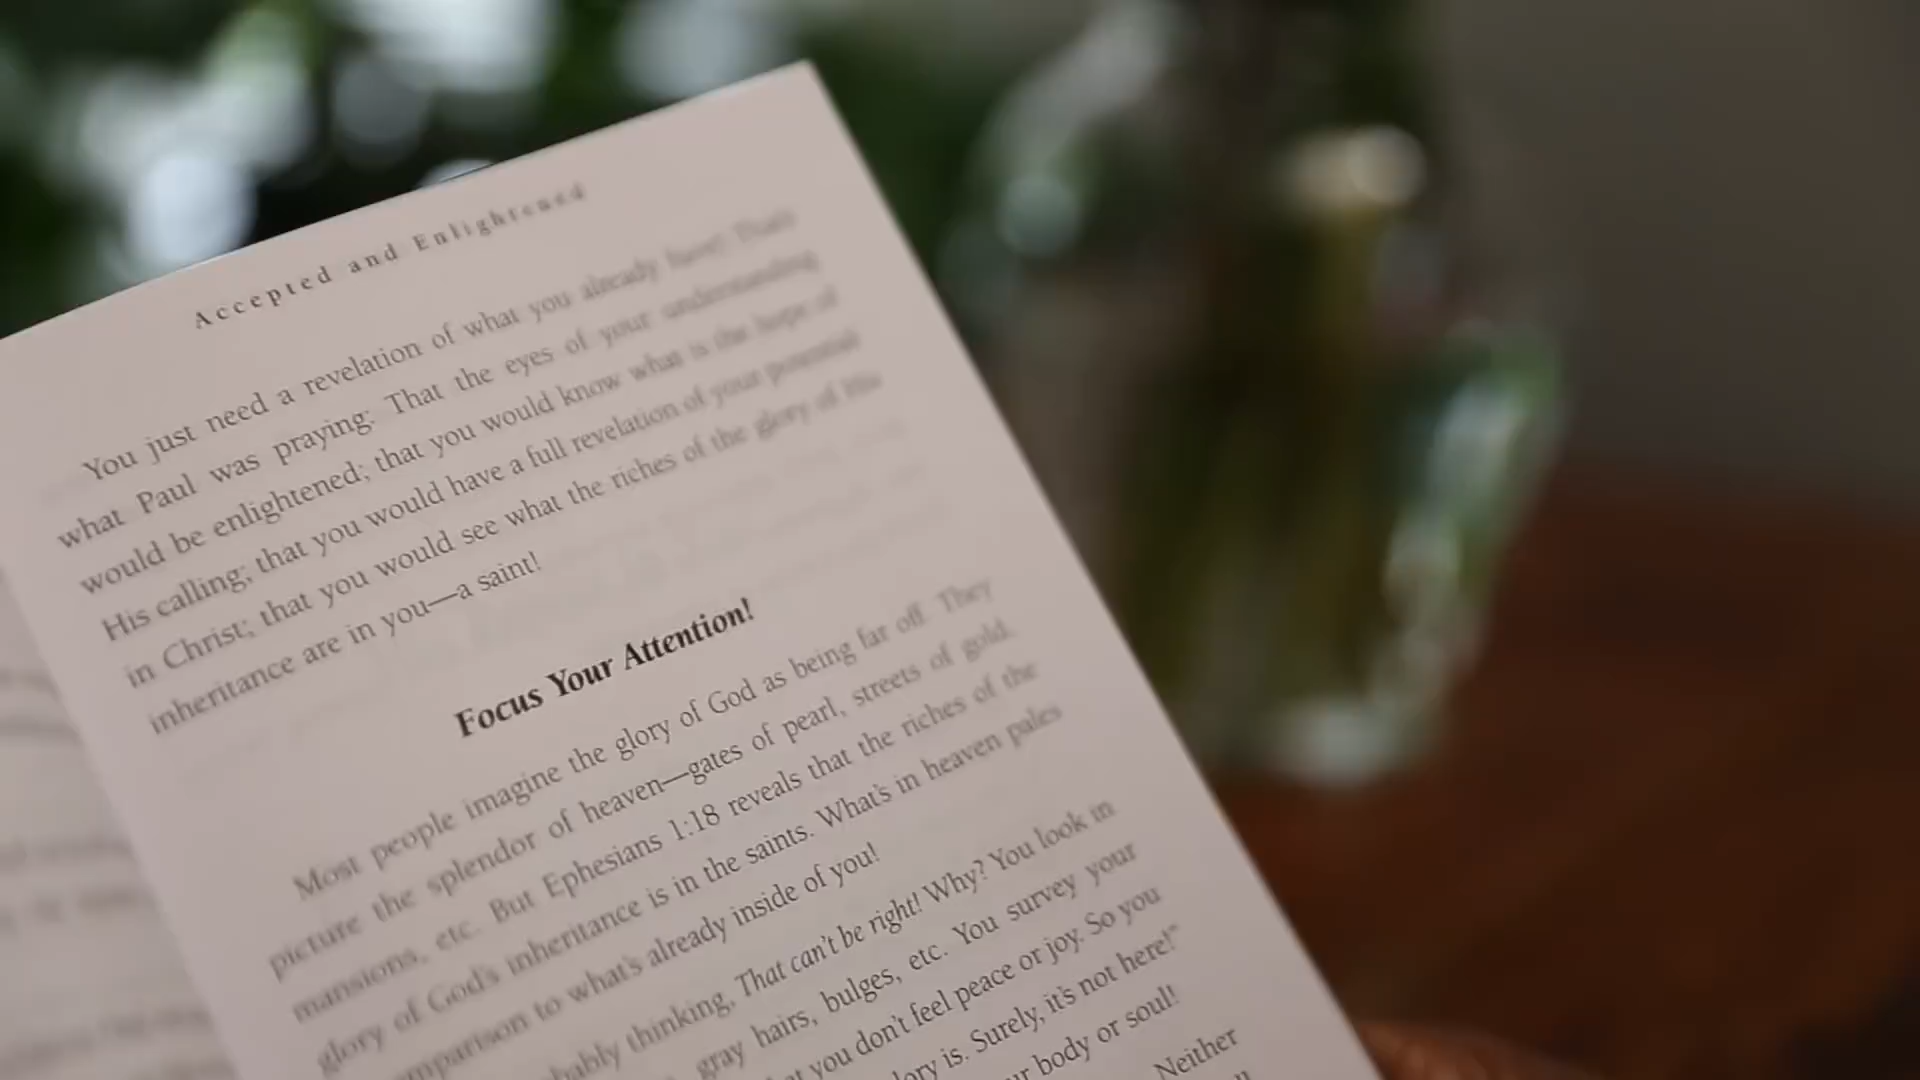 Accepted and Enlightened
You just need a revelation of what you already have! That's
what Paul was praying: That the eyes of your understanding
would be enlightened; that you would know what is the hope of
His calling; that you would have a full revelation of your potential
in Christ; that you would see what the riches of the glory of His
inheritance are in you—a saint!
Focus Your Attention!
Most people imagine the glory of God as being far off. They
picture the splendor of heaven—gates of pearl, streets of gold,
mansions, etc. But Ephesians 1:18 reveals that the riches of the
glory of God's inheritance is in the saints. What's in heaven pales
mparison to what's already inside of you!
bably thinking, That can't be right! Why? You look in
gray hairs, bulges, etc. You survey your
at you don't feel peace or joy. So you
lory is. Surely, it's not here!"
ur body or soul!
Neither